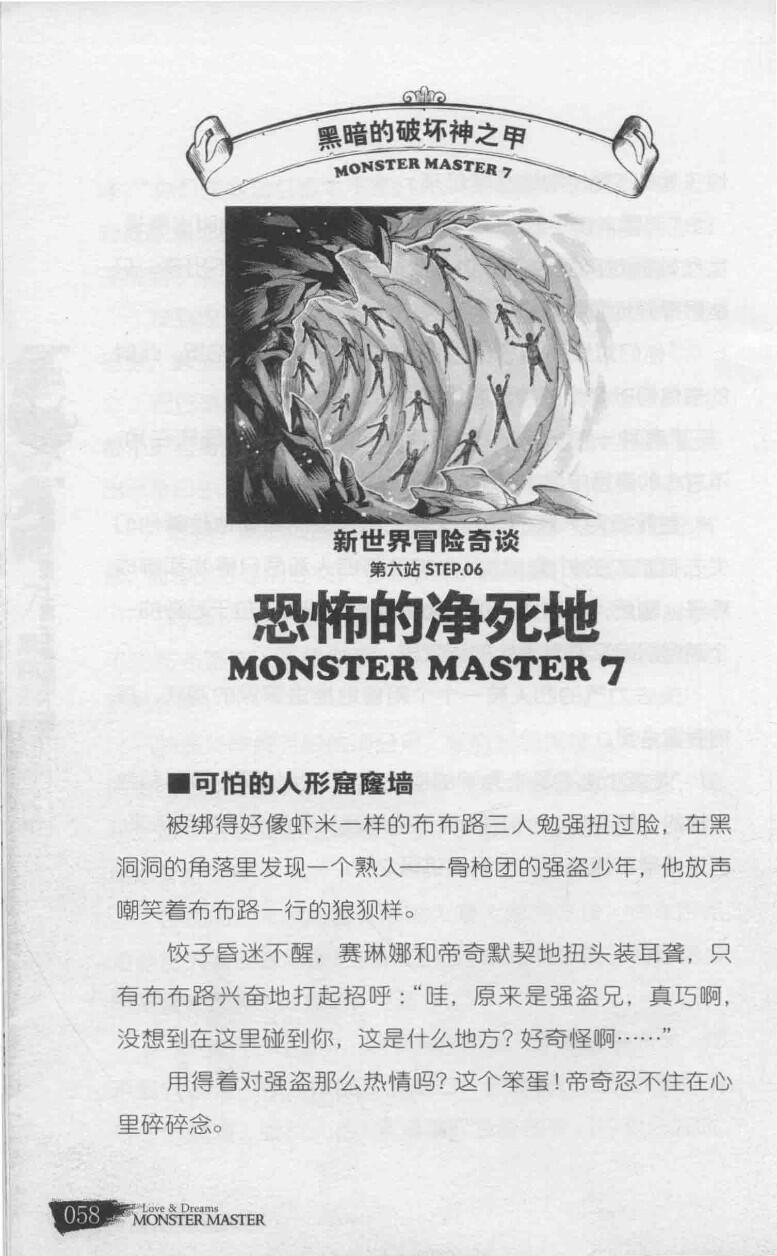 黑暗的破坏神之甲
MONSTER MASTER 7
新世界冒险奇谈
第六站 STEP.06
恐怖的净死地
MONSTER MASTER 7
■可怕的人形窟窿墙
被绑得好像虾米一样的布布路三人勉强扭过脸，在黑
洞洞的角落里发现一个熟人——骨枪团的强盗少年，他放声
嘲笑着布布路一行的狼狈样。
饺子昏迷不醒，赛琳娜和帝奇默契地扭头装耳聋，只
有布布路兴奋地打起招呼：“哇，原来是强盗兄，真巧啊，
没想到在这里碰到你，这是什么地方？好奇怪啊……”
用得着对强盗那么热情吗？这个笨蛋！帝奇忍不住在心
里碎碎念。
058
Love & Dreams
MONSTER MASTER